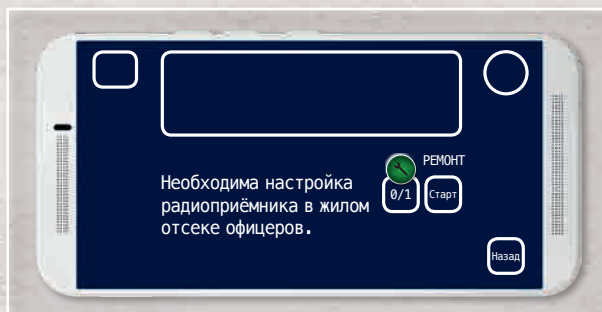 РЕМОНТ
Необходима настройка
радиоприёмника в жилом
отсеке офицеров.
0/1
Старт
Назад